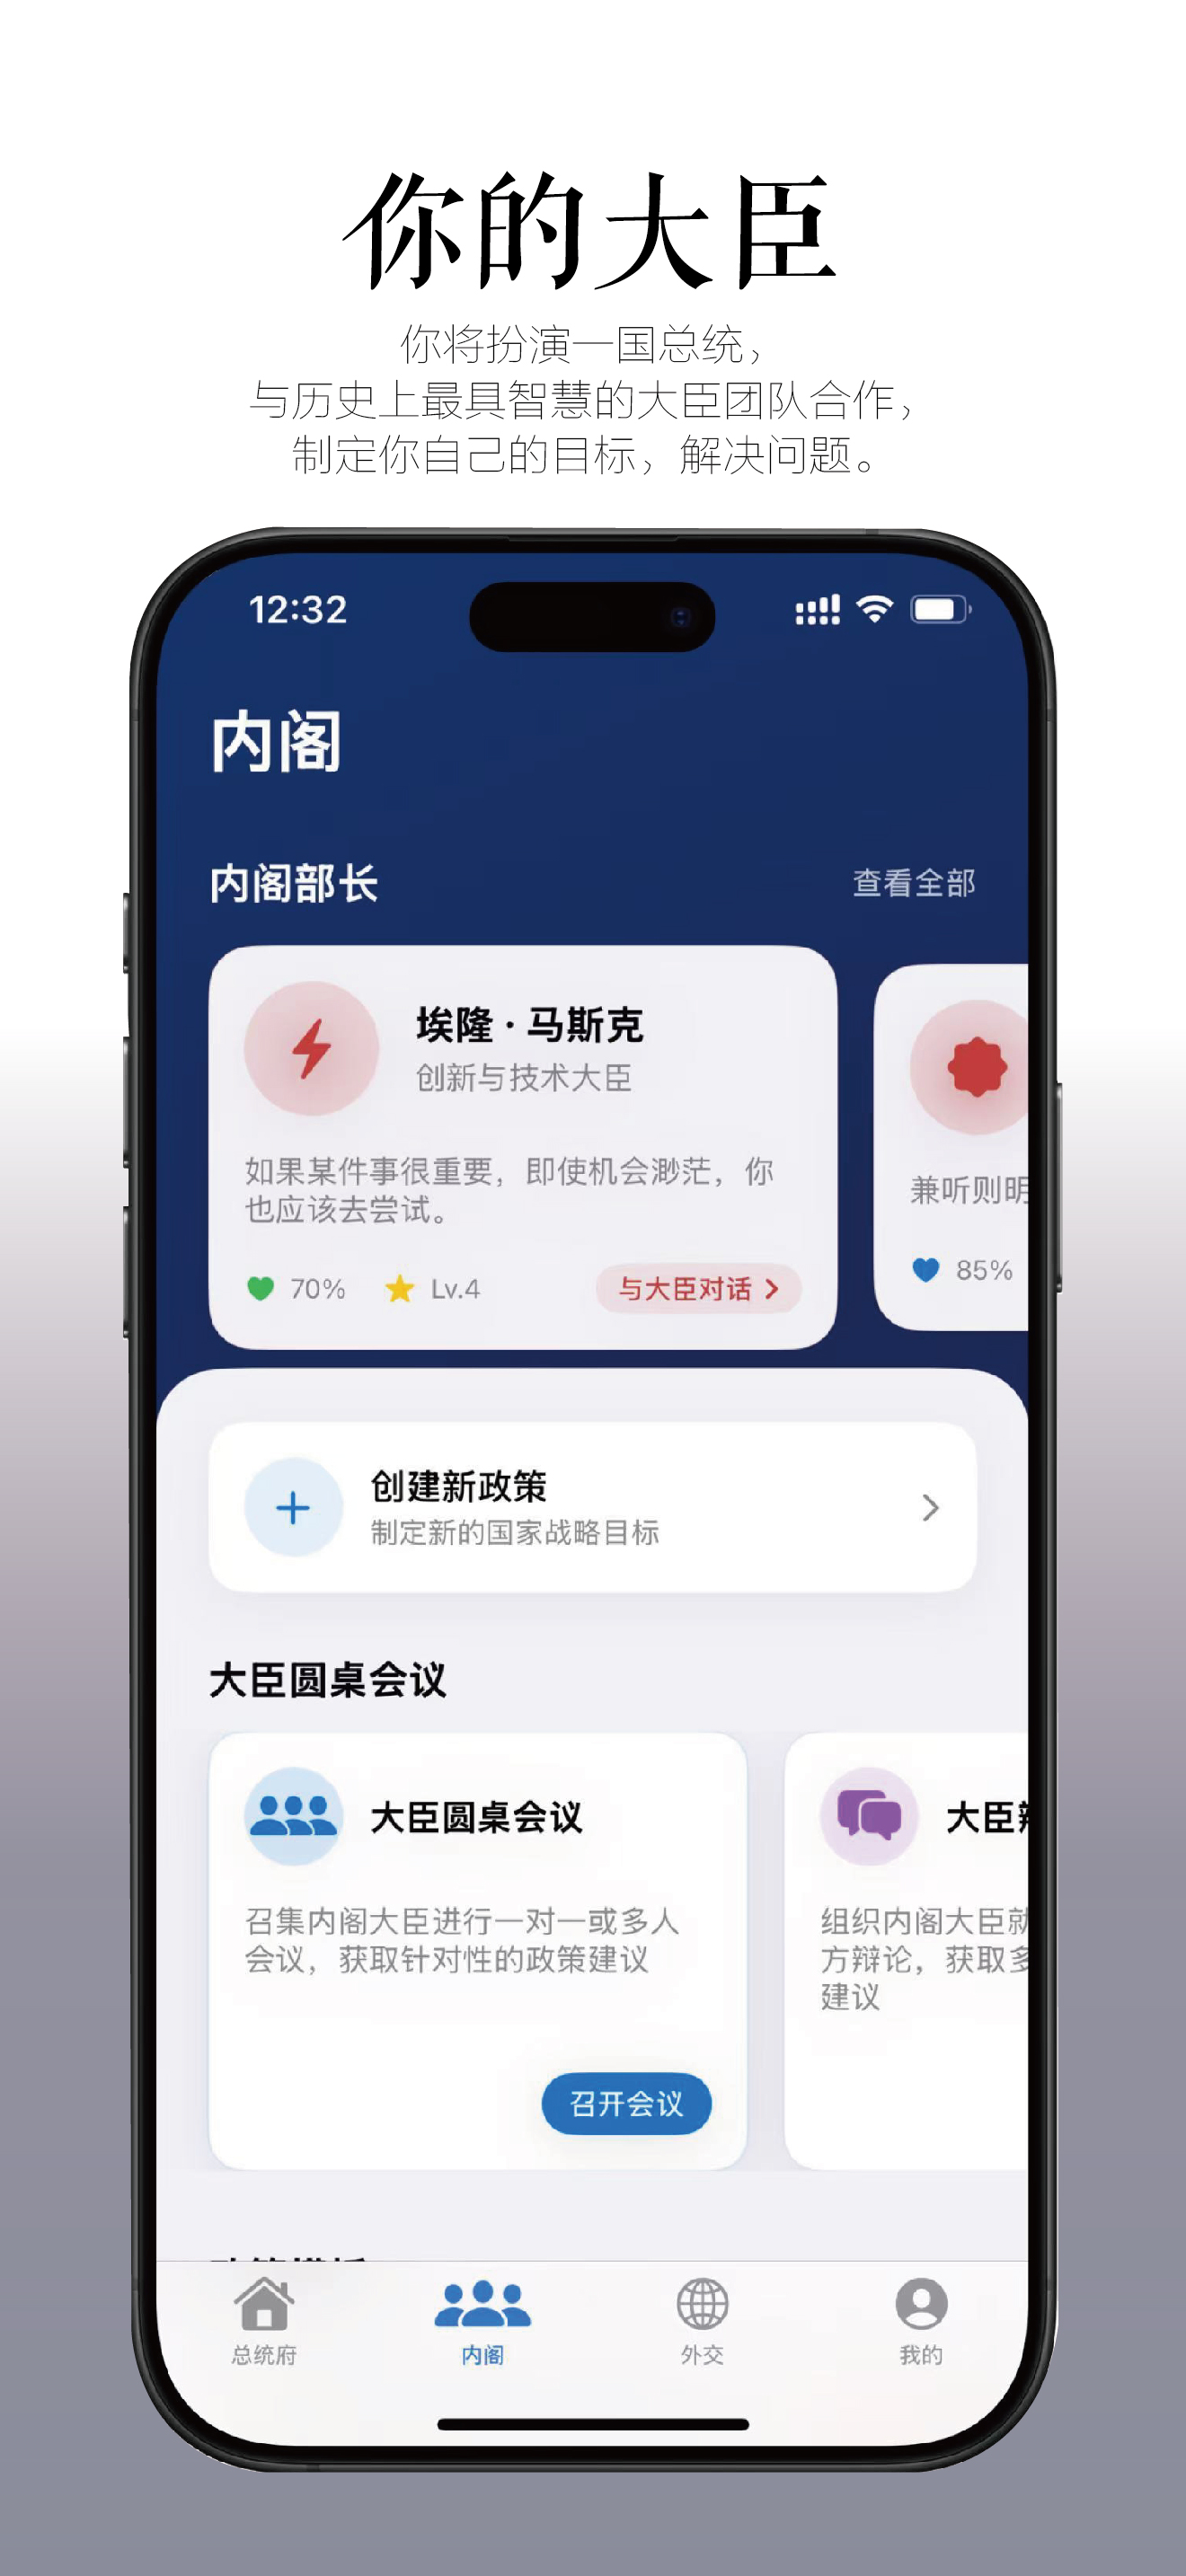 你的大臣
你将扮演一国总统，
与历史上最具智慧的大臣团队合作，
制定你自己的目标，解决问题。
12:32
内阁
内阁部长
查看全部
埃隆·马斯克
创新与技术大臣
如果某件事很重要，即使机会渺茫，你
也应该去尝试。
70%
Lv.4
与大臣对话
兼听则明
85%
创建新政策
制定新的国家战略目标
大臣圆桌会议
大臣圆桌会议
召集内阁大臣进行一对一或多人
会议，获取针对性的政策建议
召开会议
大臣
组织内阁大臣就
方辩论，获取多
建议
总统府
内阁
外交
我的